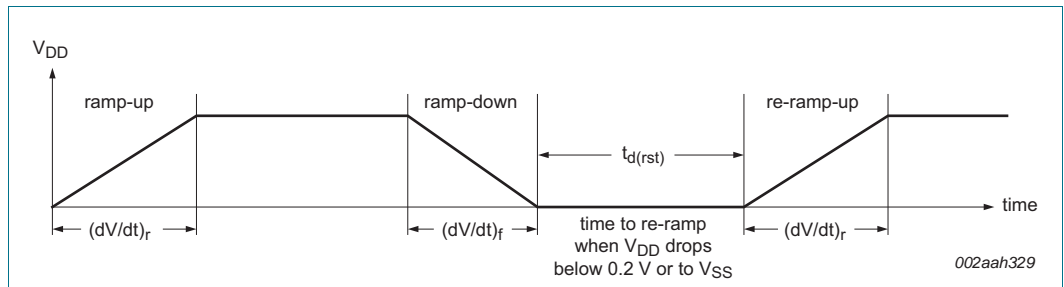 VDD
ramp-up
ramp-down
re-ramp-up
td(rst)
time
(dV/dt)r
(dV/dt)f
time to re-ramp
when VDD drops
below 0.2 V or to VSS
(dV/dt)r
002aah329